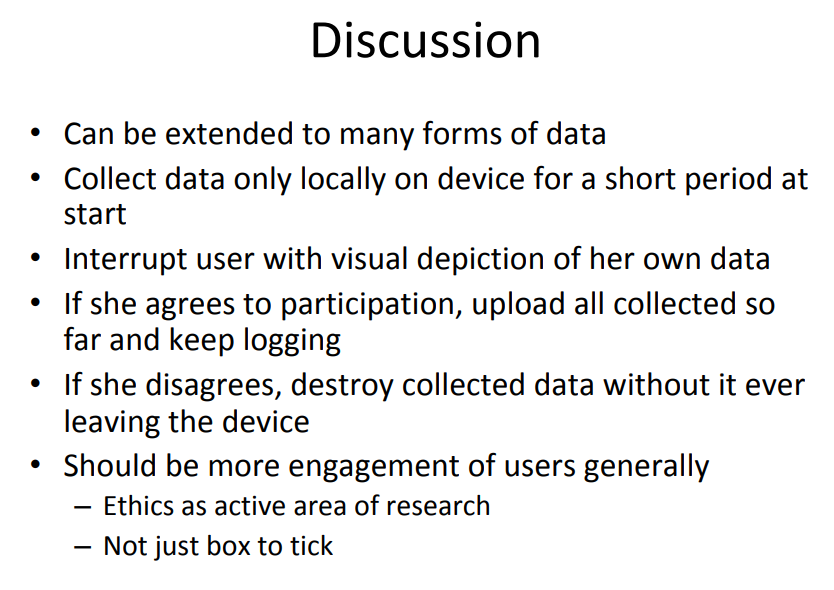 Discussion
• Can be extended to many forms of data
• Collect data only locally on device for a short period at
start
• Interrupt user with visual depiction of her own data
• If she agrees to participation, upload all collected so
far and keep logging
• If she disagrees, destroy collected data without it ever
leaving the device
• Should be more engagement of users generally
– Ethics as active area of research
– Not just box to tick